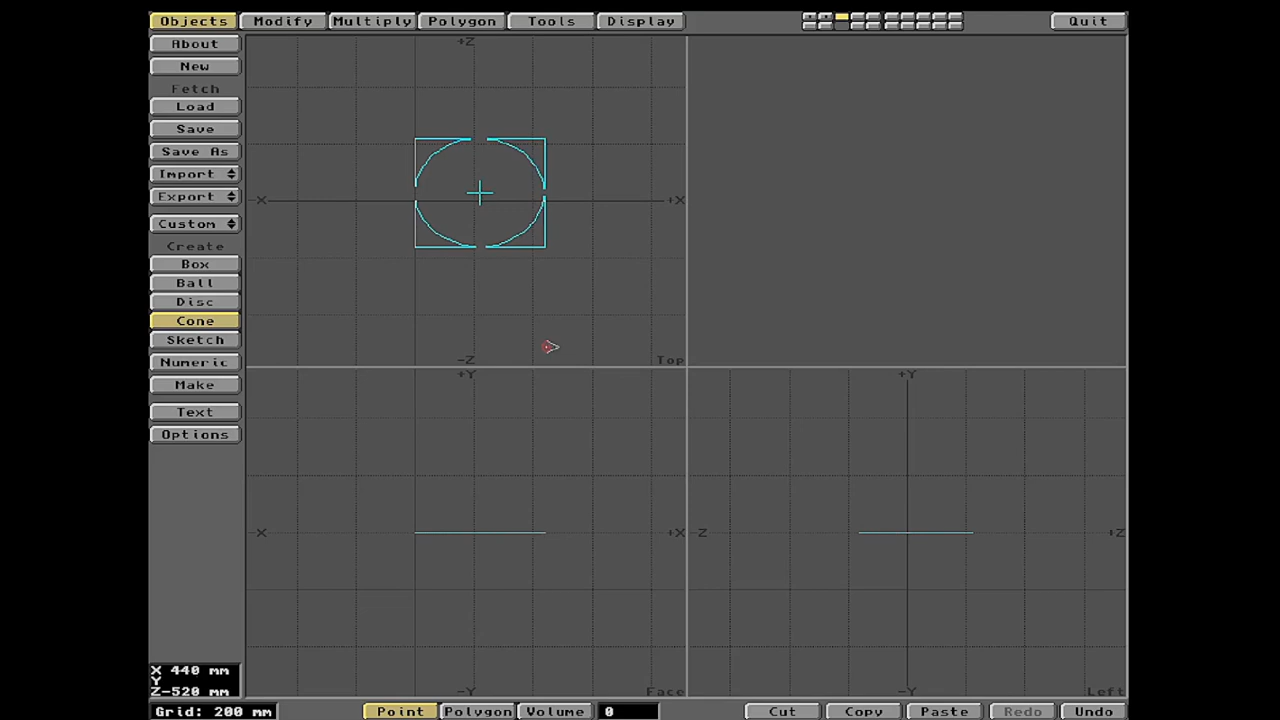 Objects Modify Multiply Polygon Tools Display Quit
About
New
Fetch
Load
Save
Save As
Import
Export
Custom
Create
Box
Ball
Disc
Cone
Sketch
Numeric
Make
Text
Options
+Z
-X
+X
-Z
Top
+Y
-X
+X
-Y
Face
+Y
-Z
+Z
-Y
Left
X 440 mm
Y
Z-520 mm
Grid: 200 mm Point Polygon Volume 0 Cut Copy Paste Redo Undo